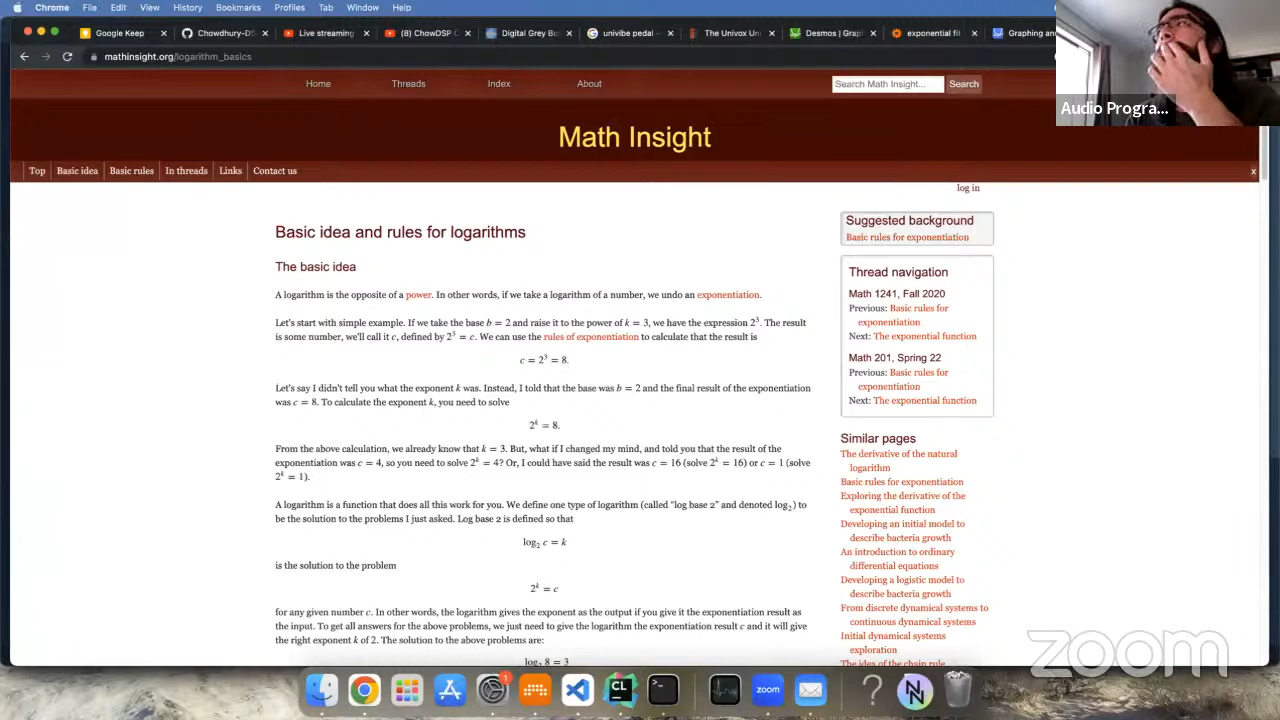 Chrome File Edit View History Bookmarks Profiles Tab Window Help
Google Keep
Chowdhury-DS
Live streaming
(8) ChowDSP C
Digital Grey Bo
univibe pedal –
The Univox Un
Desmos | Grap
exponential fit
Graphing an
mathinsight.org/logarithm_basics
Home Threads Index About
Search Math Insight... Search
Audio Progra...
Math Insight
Top Basic idea Basic rules In threads Links Contact us x
log in
Basic idea and rules for logarithms
The basic idea
A logarithm is the opposite of a power. In other words, if we take a logarithm of a number, we undo an exponentiation.
Let's start with simple example. If we take the base b = 2 and raise it to the power of k = 3, we have the expression 2³. The result
is some number, we'll call it c, defined by 2³ = c. We can use the rules of exponentiation to calculate that the result is
c = 2³ = 8.
Let's say I didn't tell you what the exponent k was. Instead, I told that the base was b = 2 and the final result of the exponentiation
was c = 8. To calculate the exponent k, you need to solve
2ᵏ = 8.
From the above calculation, we already know that k = 3. But, what if I changed my mind, and told you that the result of the
exponentiation was c = 4, so you need to solve 2ᵏ = 4? Or, I could have said the result was c = 16 (solve 2ᵏ = 16) or c = 1 (solve
2ᵏ = 1).
A logarithm is a function that does all this work for you. We define one type of logarithm (called “log base 2” and denoted log₂) to
be the solution to the problems I just asked. Log base 2 is defined so that
log₂ c = k
is the solution to the problem
2ᵏ = c
for any given number c. In other words, the logarithm gives the exponent as the output if you give it the exponentiation result as
the input. To get all answers for the above problems, we just need to give the logarithm the exponentiation result c and it will give
the right exponent k of 2. The solution to the above problems are:
log₂ 8 = 3
Suggested background
Basic rules for exponentiation
Thread navigation
Math 1241, Fall 2020
Previous: Basic rules for
exponentiation
Next: The exponential function
Math 201, Spring 22
Previous: Basic rules for
exponentiation
Next: The exponential function
Similar pages
The derivative of the natural
logarithm
Basic rules for exponentiation
Exploring the derivative of the
exponential function
Developing an initial model to
describe bacteria growth
An introduction to ordinary
differential equations
Developing a logistic model to
describe bacteria growth
From discrete dynamical systems to
continuous dynamical systems
Initial dynamical systems
exploration
The idea of the chain rule
zoom
1
CL
zoom